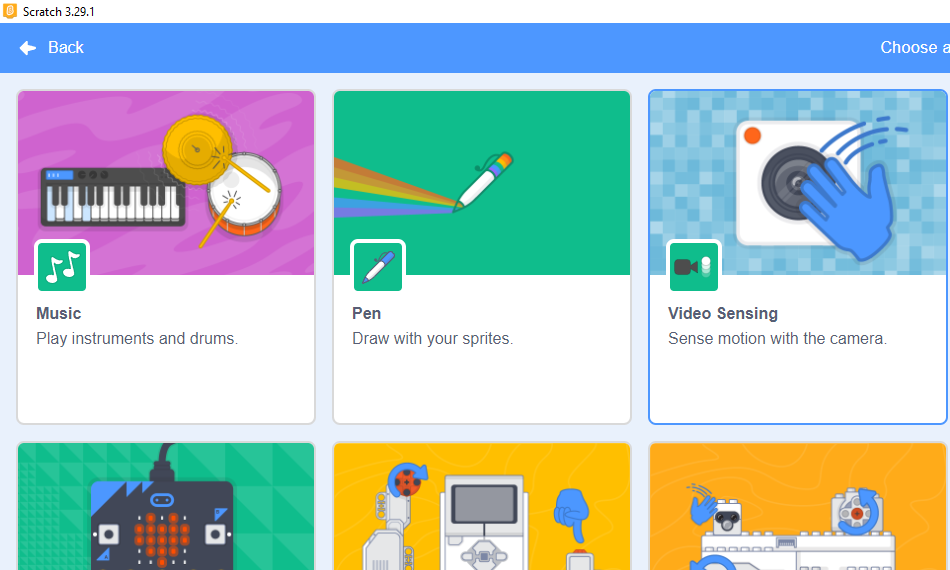 Scratch 3.29.1
Back
Choose a
Music
Play instruments and drums.
Pen
Draw with your sprites.
Video Sensing
Sense motion with the camera.